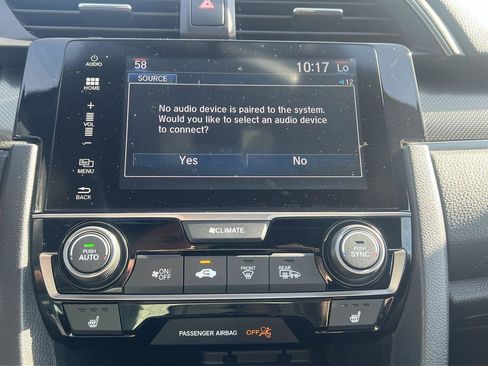 AUDIO
58
10:17
Lo
SOURCE
12
HOME
No audio device is paired to the system.
Would you like to select an audio device
to connect?
+
VOL
−
Yes
No
MENU
BACK
CLIMATE
PUSH
AUTO
PUSH
SYNC
ON/
OFF
FRONT
REAR
PASSENGER AIRBAG
OFF